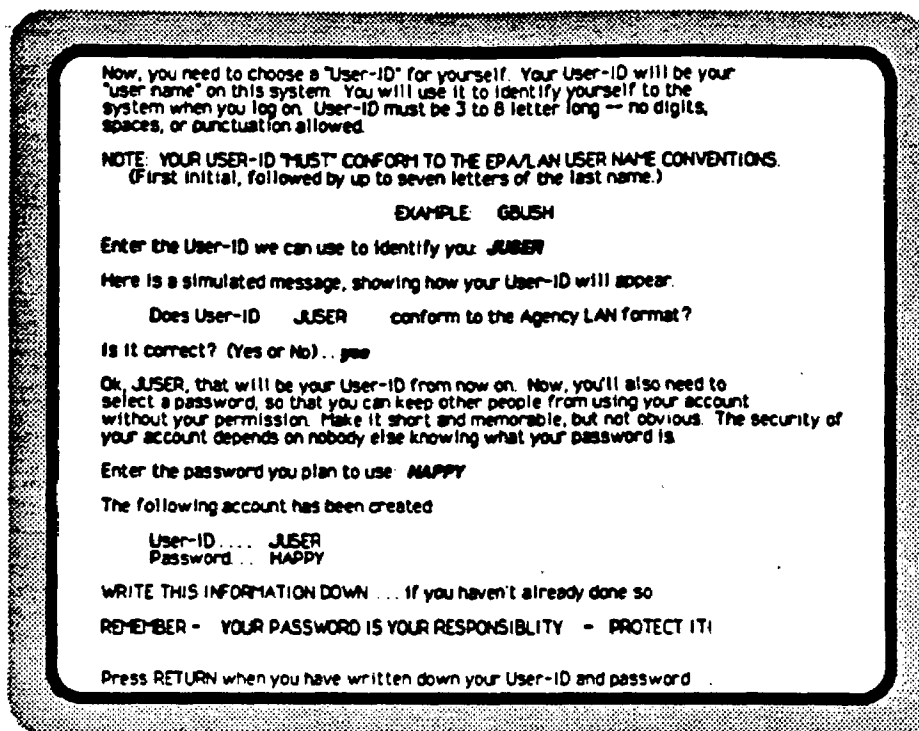 Now, you need to choose a "User-ID" for yourself. Your User-ID will be your
"user name" on this system. You will use it to identify yourself to the
system when you log on. User-ID must be 3 to 8 letter long -- no digits,
spaces, or punctuation allowed.
NOTE: YOUR USER-ID "MUST" CONFORM TO THE EPA/LAN USER NAME CONVENTIONS.
(First initial, followed by up to seven letters of the last name.)
EXAMPLE: GBUSH
Enter the User-ID we can use to identify you: JUSER
Here is a simulated message, showing how your User-ID will appear.
Does User-ID JUSER conform to the Agency LAN format?
Is it correct? (Yes or No) . . yes
Ok, JUSER, that will be your User-ID from now on. Now, you'll also need to
select a password, so that you can keep other people from using your account
without your permission. Make it short and memorable, but not obvious. The security of
your account depends on nobody else knowing what your password is.
Enter the password you plan to use: HAPPY
The following account has been created
User-ID . . . . JUSER
Password . . . HAPPY
WRITE THIS INFORMATION DOWN . . . if you haven't already done so
REMEMBER - YOUR PASSWORD IS YOUR RESPONSIBLITY - PROTECT IT!
Press RETURN when you have written down your User-ID and password .